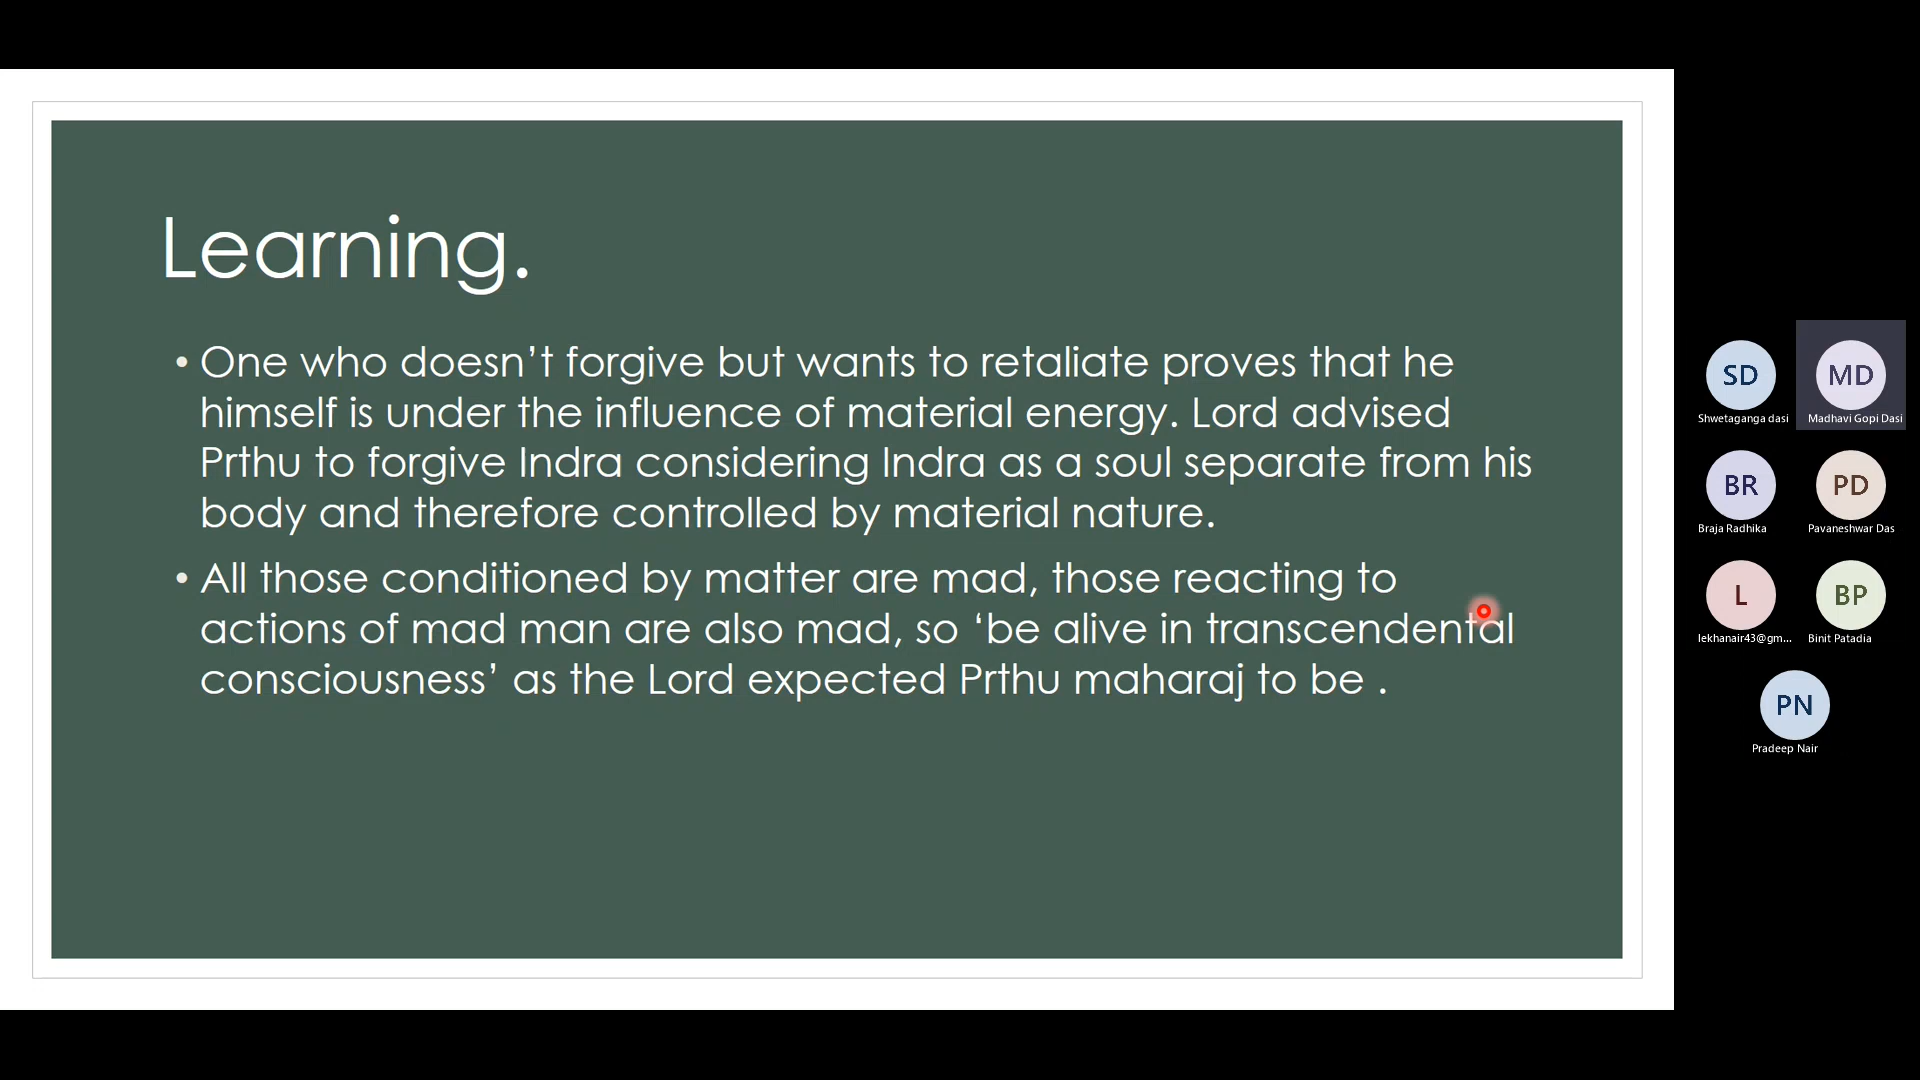 Learning.
• One who doesn’t forgive but wants to retaliate proves that he
himself is under the influence of material energy. Lord advised
Prthu to forgive Indra considering Indra as a soul separate from his
body and therefore controlled by material nature.
• All those conditioned by matter are mad, those reacting to
actions of mad man are also mad, so ‘be alive in transcendental
consciousness’ as the Lord expected Prthu maharaj to be .
SD
Shwetaganga dasi
MD
Madhavi Gopi Dasi
BR
Braja Radhika
PD
Pavaneshwar Das
L
lekhanair43@gm...
BP
Binit Patadia
PN
Pradeep Nair